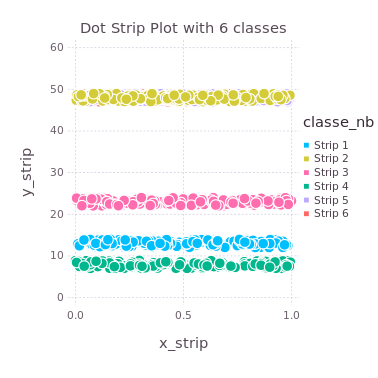 Dot Strip Plot with 6 classes
60
50
40
30
20
10
0
y_strip
0.0 0.5 1.0
x_strip
classe_nb
Strip 1
Strip 2
Strip 3
Strip 4
Strip 5
Strip 6